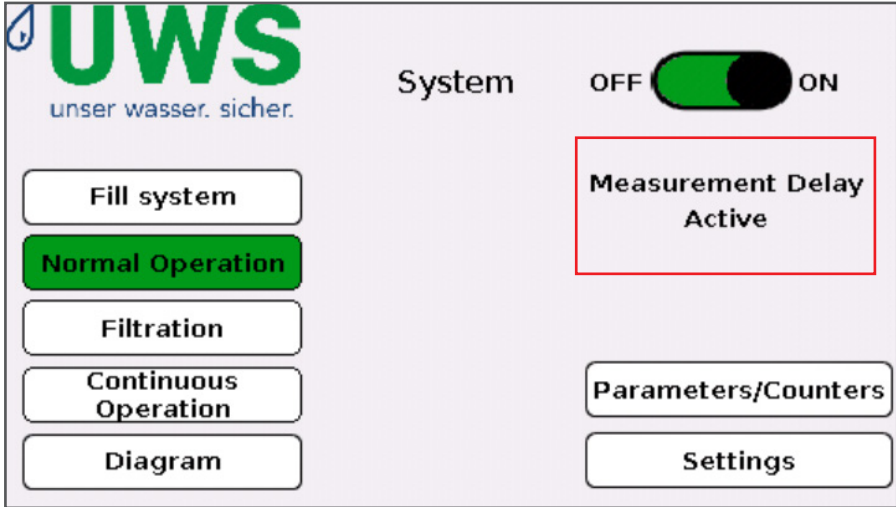 UWS
unser wasser. sicher.
System
OFF
ON
Measurement Delay
Active
Fill system
Normal Operation
Filtration
Continuous
Operation
Diagram
Parameters/Counters
Settings